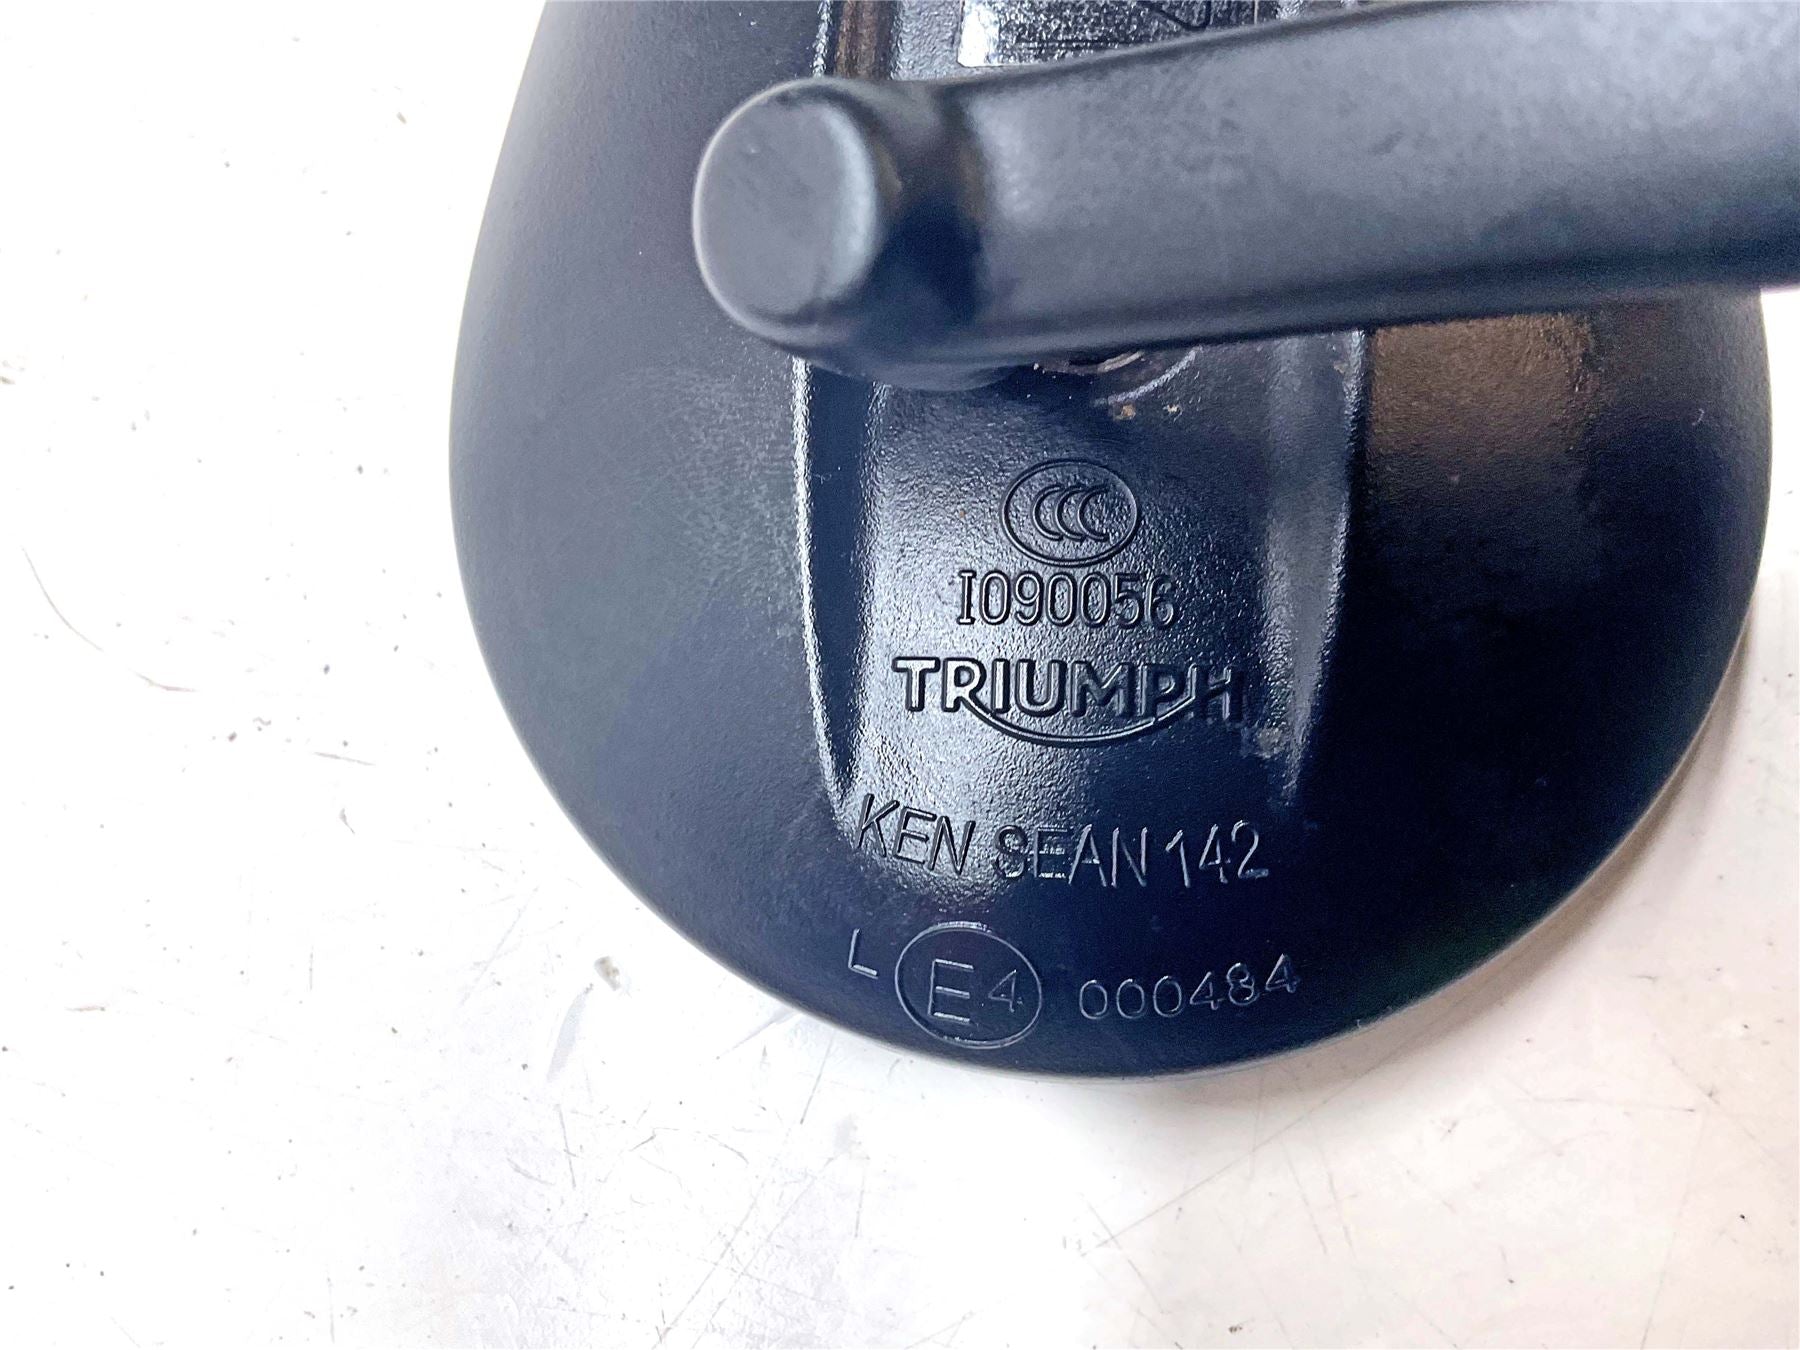 CCC
I090056
TRIUMPH
KEN SEAN 142
L E4 000484